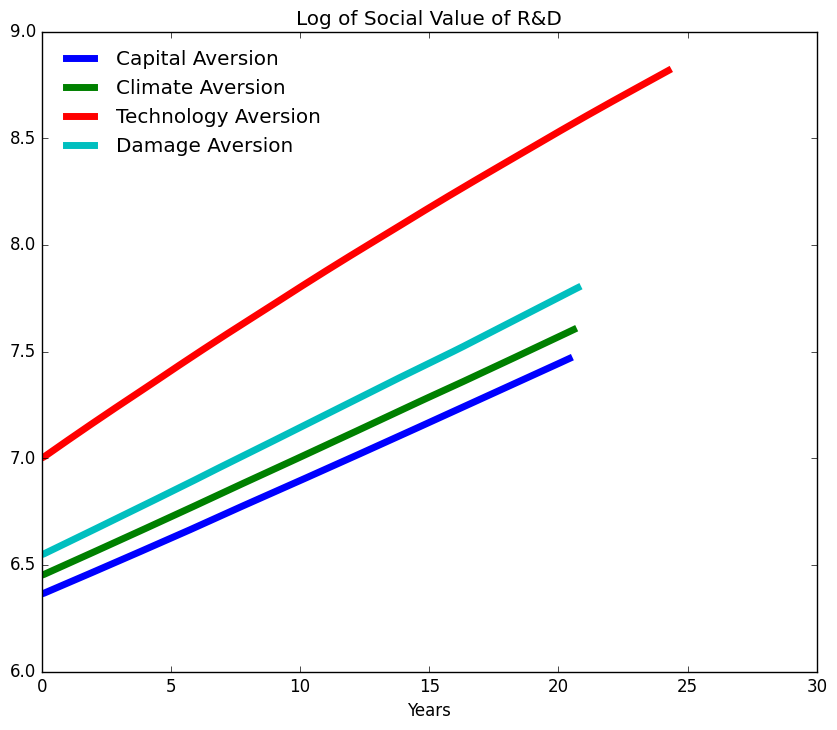 Log of Social Value of R&D
9.0
Capital Aversion
Climate Aversion
Technology Aversion
Damage Aversion
8.5
8.0
7.5
7.0
6.5
6.0
0 5 10 15 20 25 30
Years